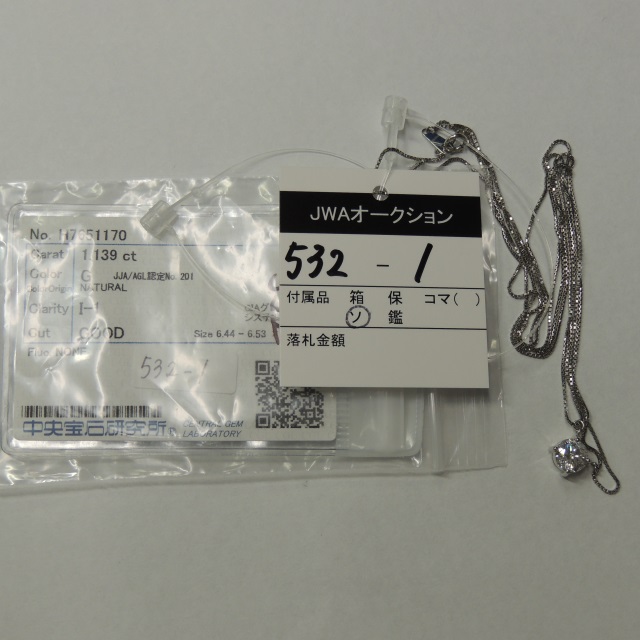 JWAオークション
532 - 1
付属品 箱 保 コマ( )
ソ 鑑
落札金額
No. H7651170
Carat 1.139 ct
Color G JJA/AGL認定No.201
NATURAL
Clarity I-
Cut GOOD Size 6.44 - 6.53
532-1
中央宝石研究所
CENTRAL GEM
LABORATORY